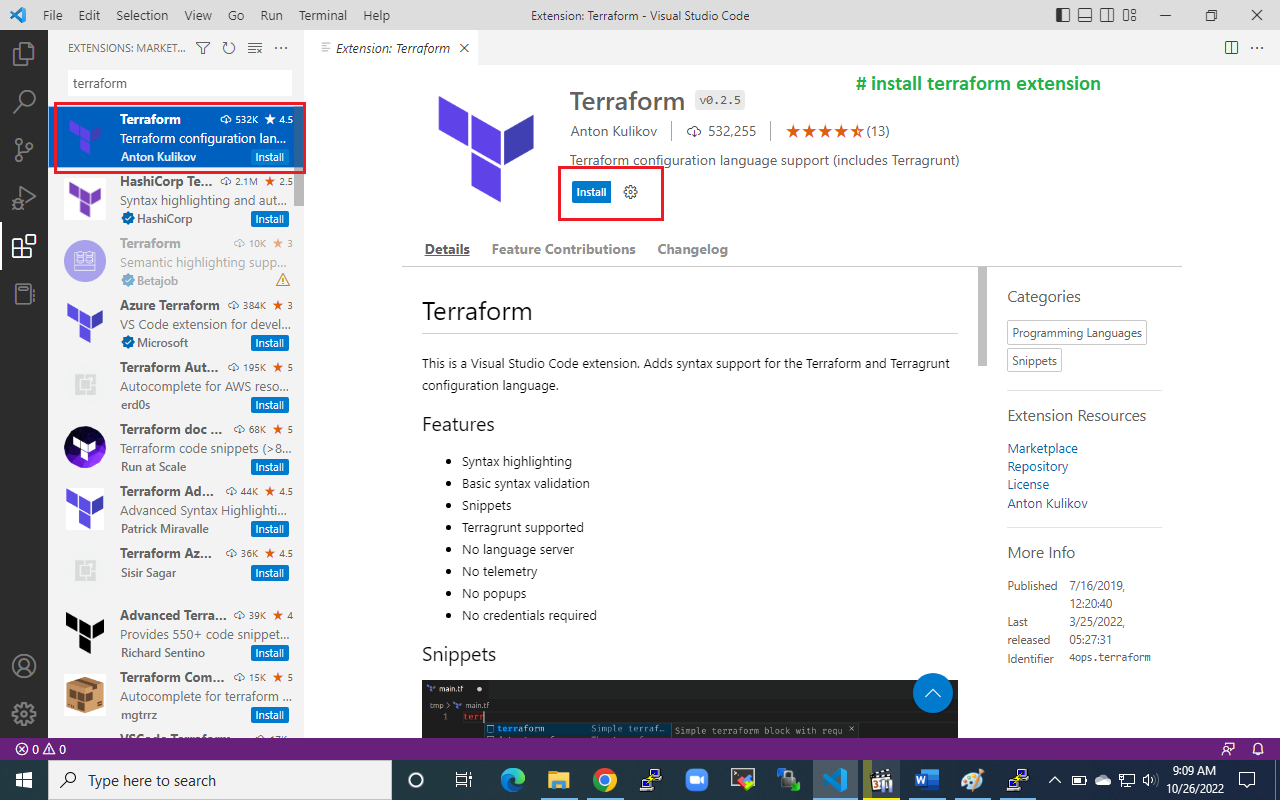 File Edit Selection View Go Run Terminal Help
Extension: Terraform - Visual Studio Code
EXTENSIONS: MARKET...
terraform
Terraform 532K ★ 4.5
Terraform configuration lan...
Anton Kulikov Install
HashiCorp Te... 2.1M ★ 2.5
Syntax highlighting and aut...
HashiCorp Install
Terraform 10K ★ 3
Semantic highlighting supp...
Betajob
Azure Terraform 384K ★ 3
VS Code extension for devel...
Microsoft Install
Terraform Aut... 195K ★ 5
Autocomplete for AWS reso...
erd0s Install
Terraform doc ... 68K ★ 5
Terraform code snippets (>8...
Run at Scale Install
Terraform Ad... 44K ★ 4.5
Advanced Syntax Highlighti...
Patrick Miravalle Install
Terraform Az... 36K ★ 4.5
Sisir Sagar Install
Advanced Terra... 39K ★ 4
Provides 550+ code snippet...
Richard Sentino Install
Terraform Com... 15K ★ 5
Autocomplete for terraform ...
mgtrrz Install
Extension: Terraform
# install terraform extension
Terraform v0.2.5
Anton Kulikov 532,255 (13)
Terraform configuration language support (includes Terragrunt)
Install
Details Feature Contributions Changelog
Terraform
This is a Visual Studio Code extension. Adds syntax support for the Terraform and Terragrunt
configuration language.
Features
• Syntax highlighting
• Basic syntax validation
• Snippets
• Terragrunt supported
• No language server
• No telemetry
• No popups
• No credentials required
Snippets
main.tf
tmp > main.tf
1 terr
terraform Simple terraf... Simple terraform block with requ
Categories
Programming Languages
Snippets
Extension Resources
Marketplace
Repository
License
Anton Kulikov
More Info
Published 7/16/2019,
12:20:40
Last 3/25/2022,
released 05:27:31
Identifier 4ops.terraform
0 0
Type here to search
9:09 AM
10/26/2022